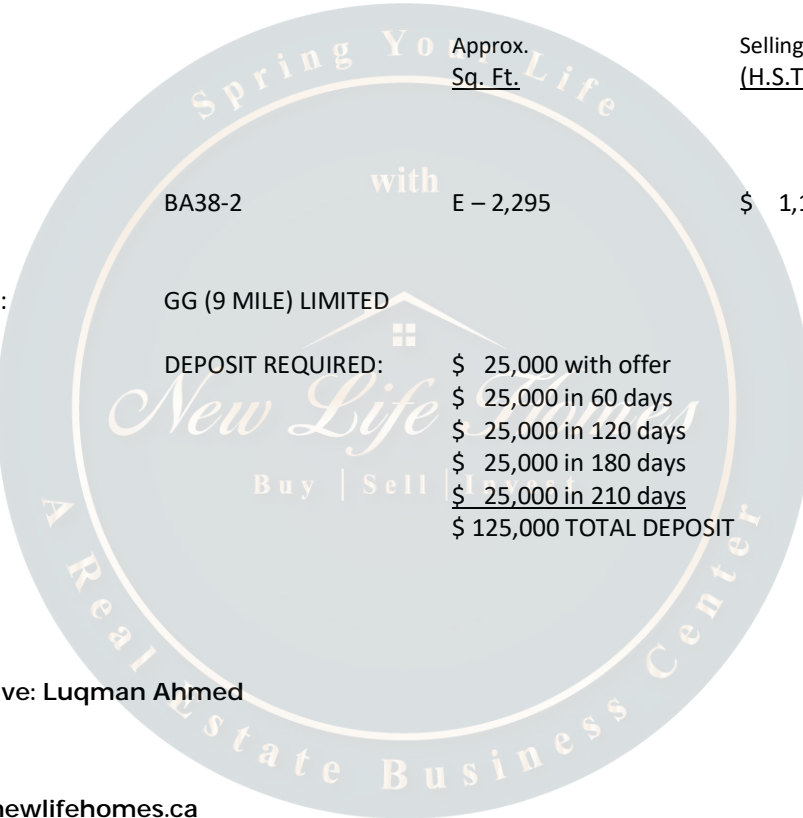 Approx. Selling
Sq. Ft. (H.S.T
BA38-2 E – 2,295 $ 1,1
: GG (9 MILE) LIMITED
DEPOSIT REQUIRED: $ 25,000 with offer
$ 25,000 in 60 days
$ 25,000 in 120 days
$ 25,000 in 180 days
$ 25,000 in 210 days
$ 125,000 TOTAL DEPOSIT
ve: Luqman Ahmed
newlifehomes.ca
Spring Your Life
with
New Life Homes
Buy | Sell | Invest
A Real Estate Business Center